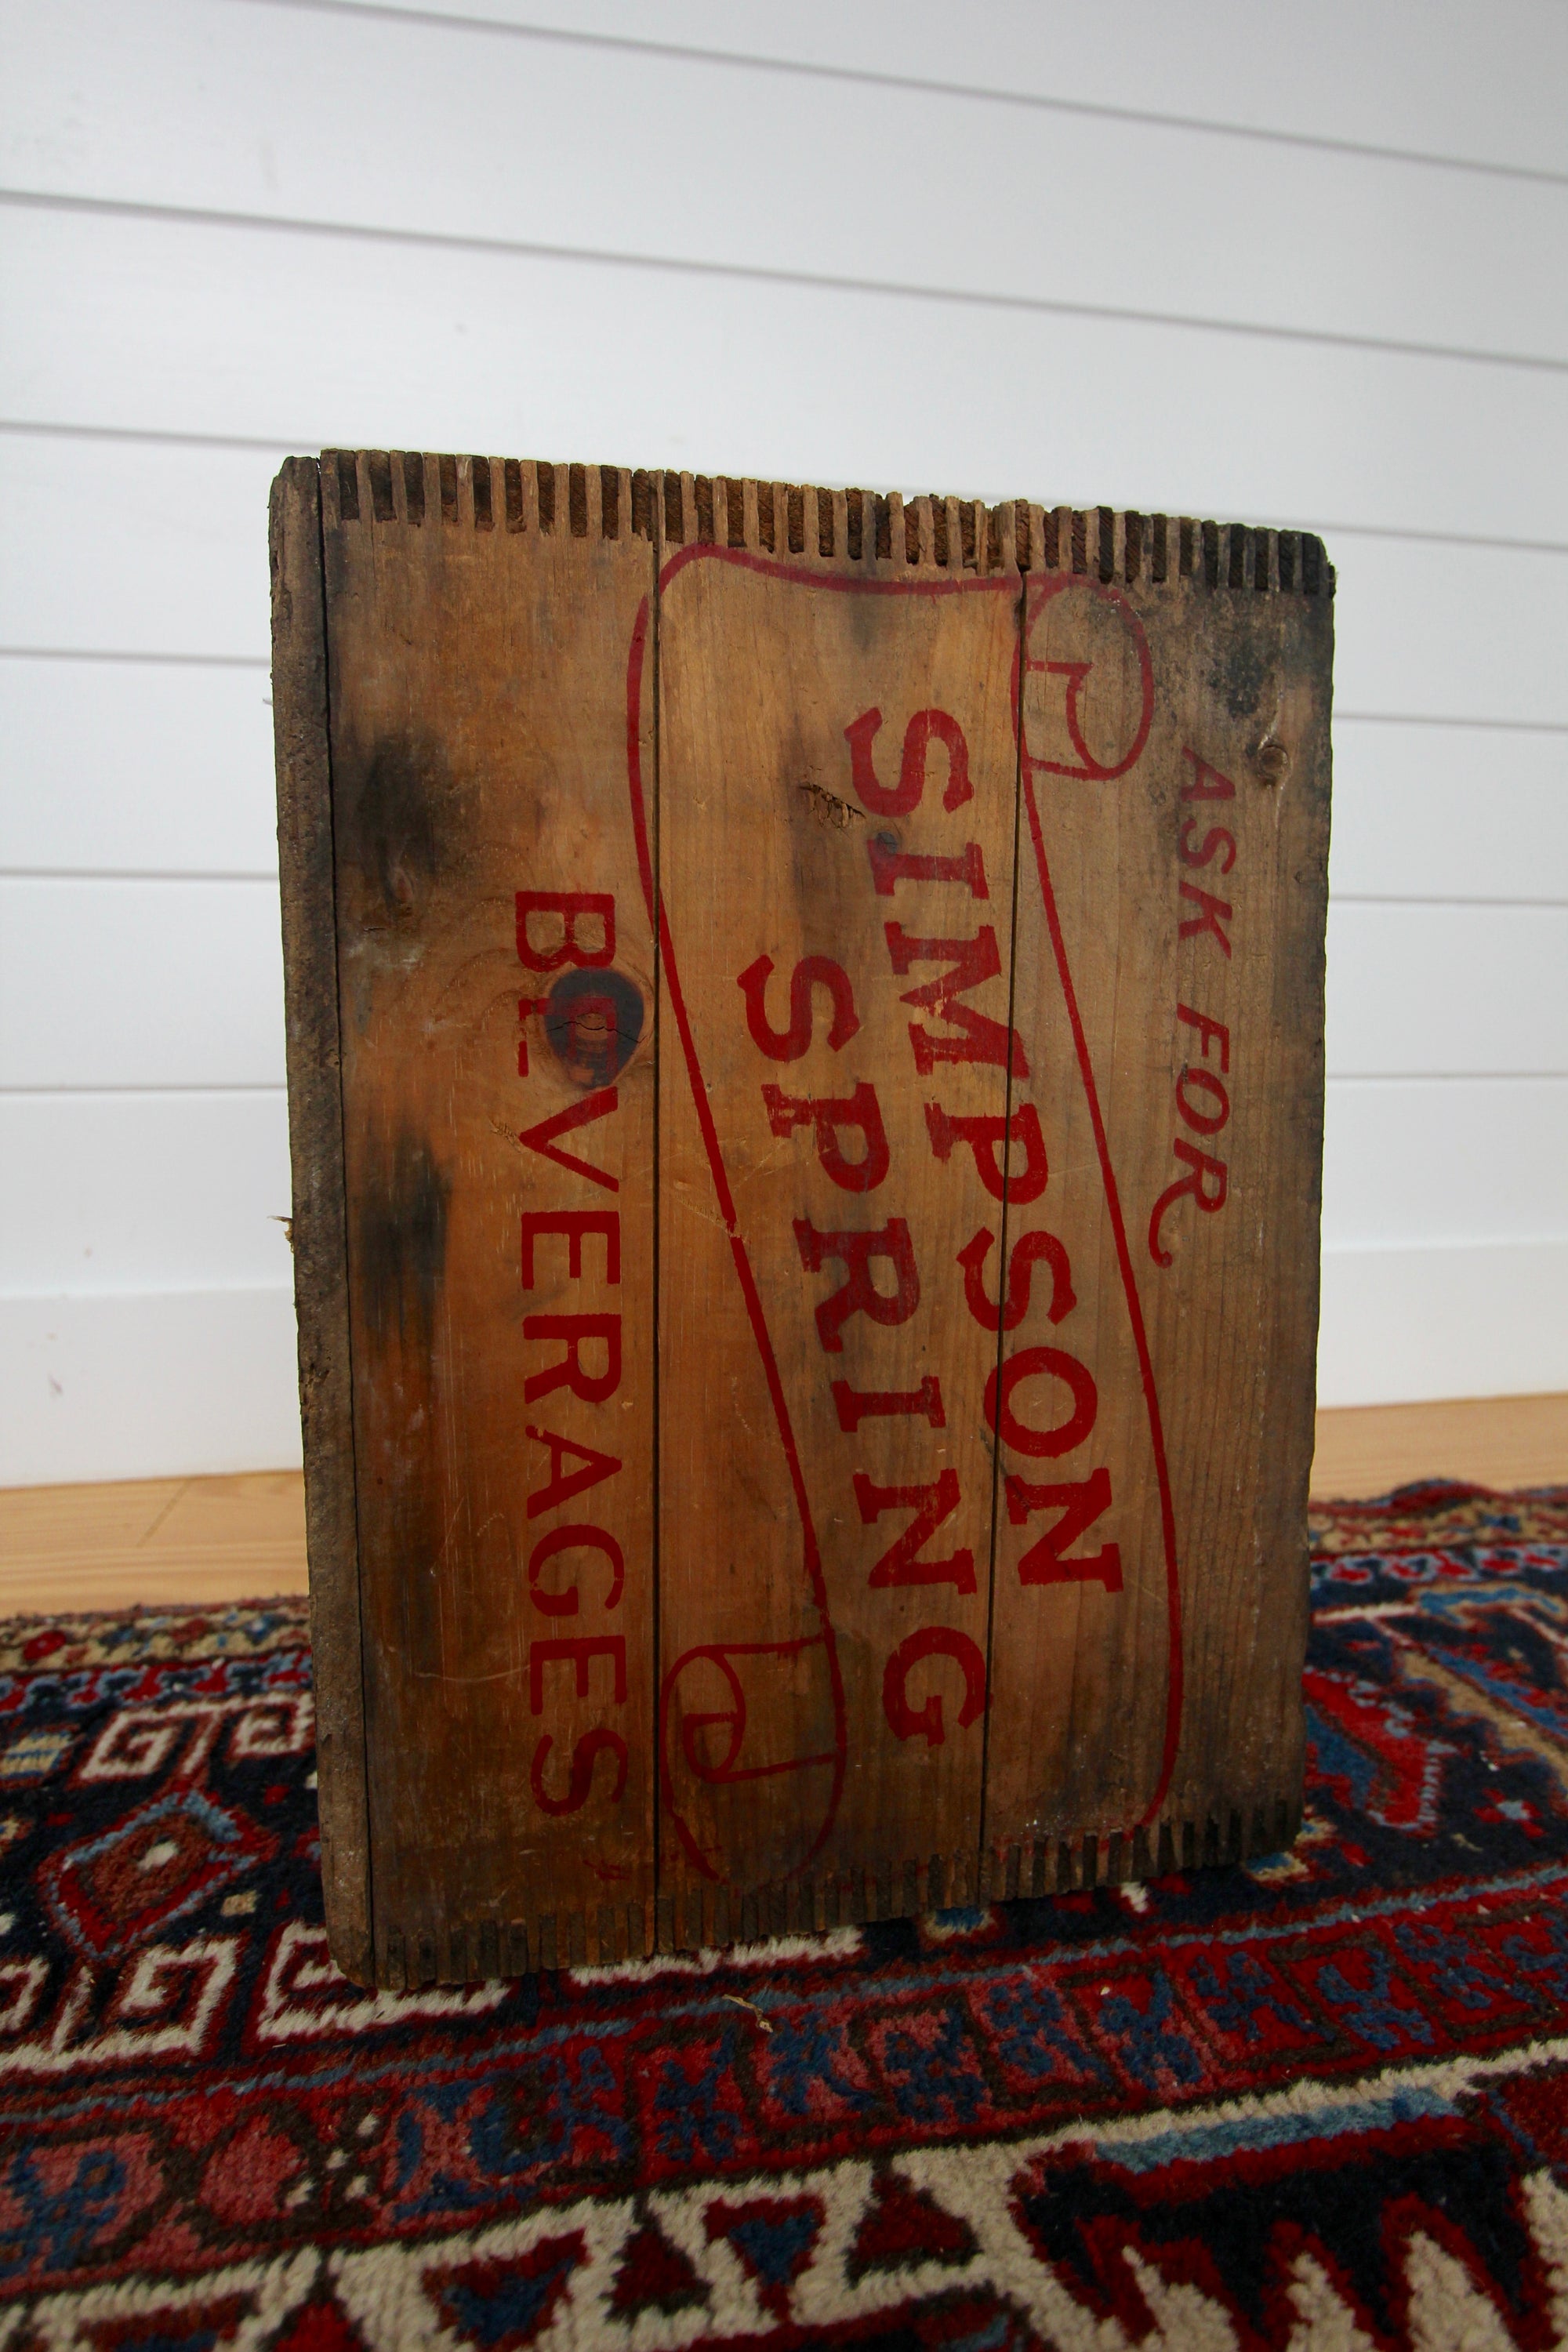 ASK FOR
SIMPSON
SPRING
BEVERAGES